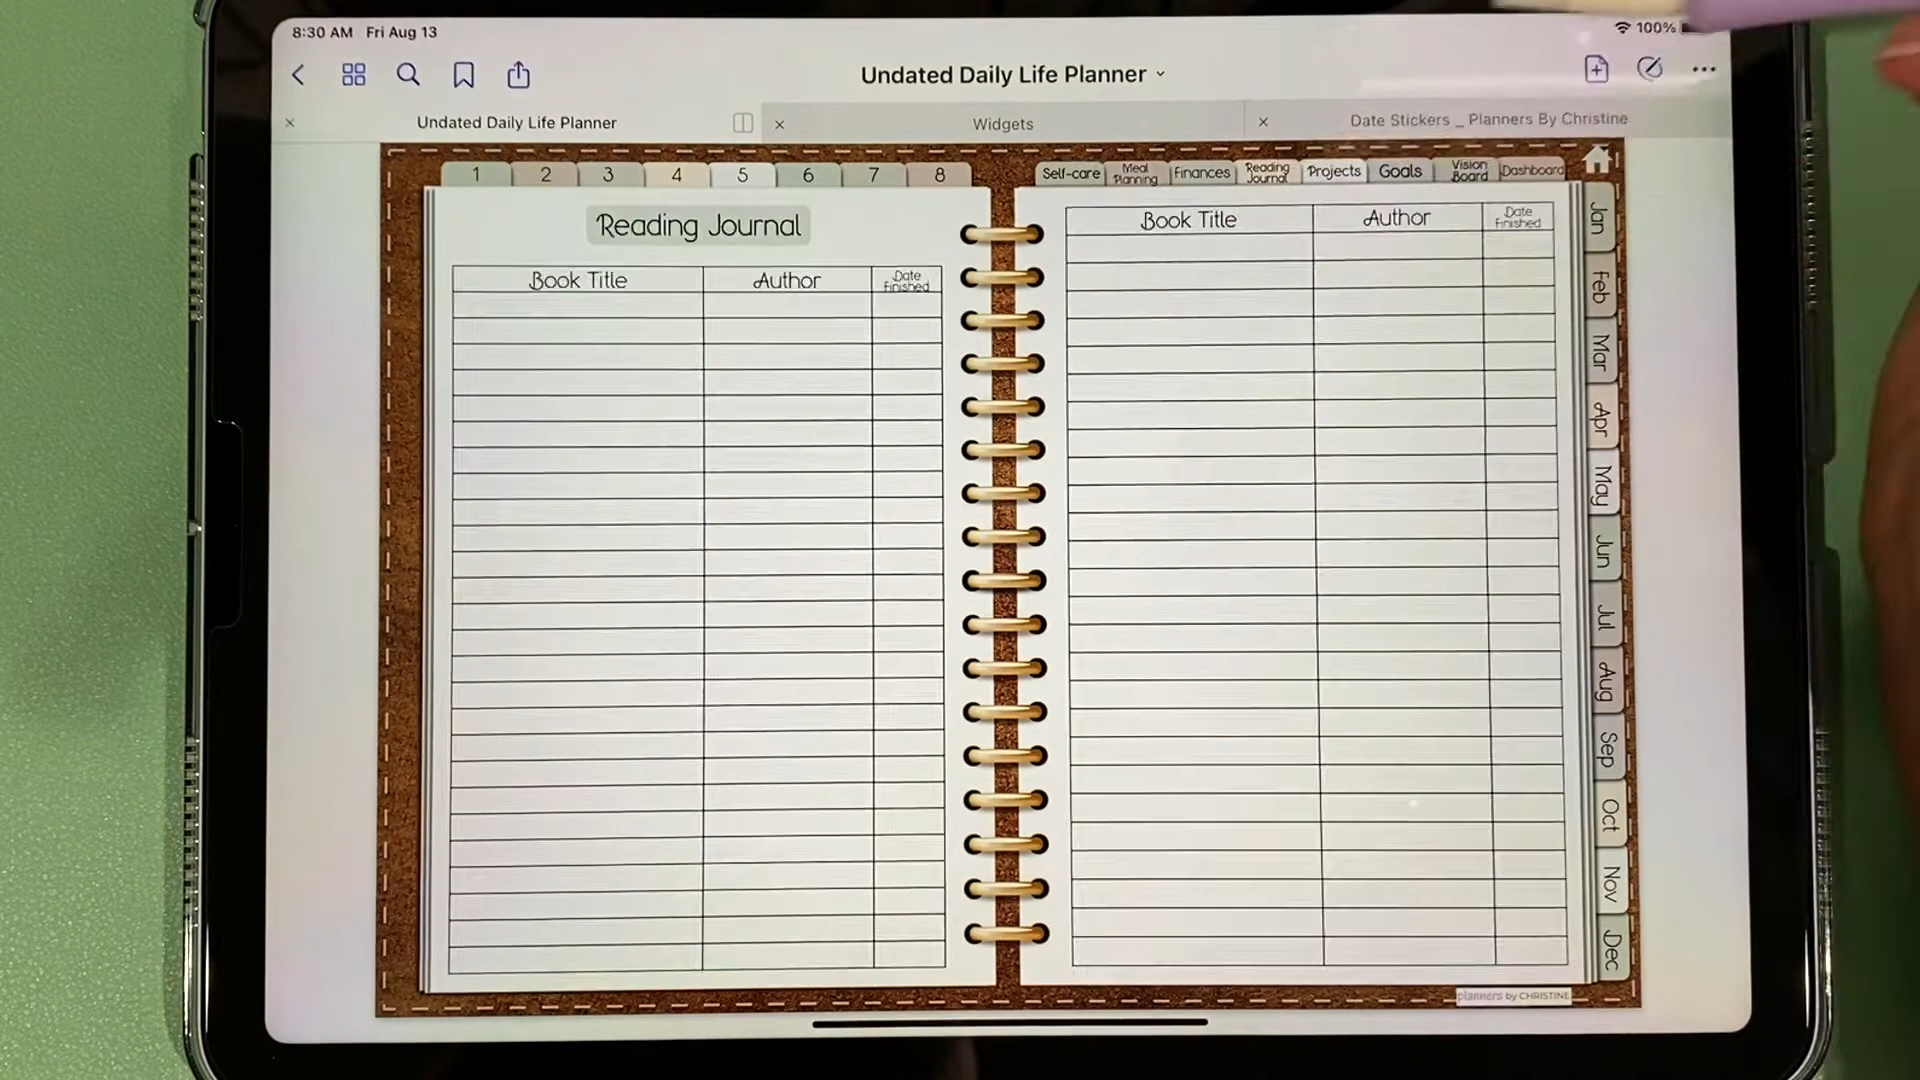 8:30 AM Fri Aug 13
100%
Undated Daily Life Planner
Undated Daily Life Planner
Widgets
Date Stickers _ Planners By Christine
1 2 3 4 5 6 7 8
Self-care
Meal Planning
Finances
Reading Journal
Projects
Goals
Vision Board
Dashboard
Reading Journal
Book Title Author Date Finished
Book Title Author Date Finished
Jan
Feb
Mar
Apr
May
Jun
Jul
Aug
Sep
Oct
Nov
Dec
planners by CHRISTINE